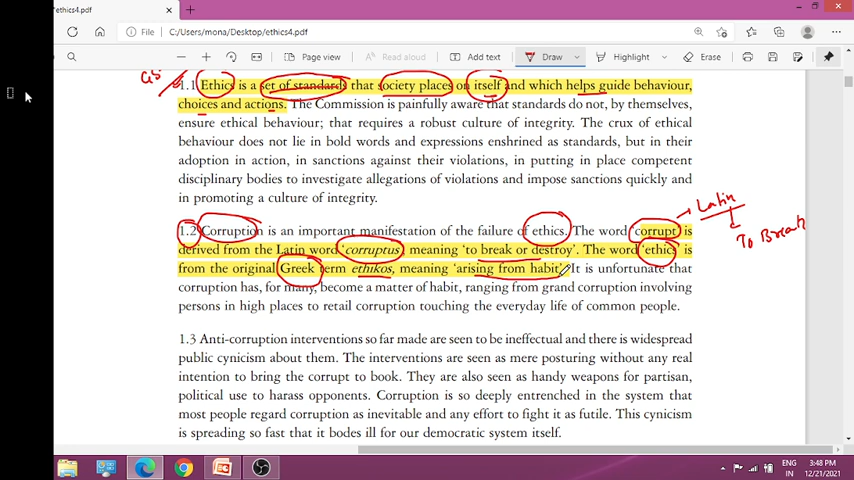 ethics4.pdf
File
C:/Users/mona/Desktop/ethics4.pdf
Page view
Read aloud
Add text
Draw
Highlight
Erase
1.1 Ethics is a set of standards that society places on itself and which helps guide behaviour,
choices and actions. The Commission is painfully aware that standards do not, by themselves,
ensure ethical behaviour; that requires a robust culture of integrity. The crux of ethical
behaviour does not lie in bold words and expressions enshrined as standards, but in their
adoption in action, in sanctions against their violations, in putting in place competent
disciplinary bodies to investigate allegations of violations and impose sanctions quickly and
in promoting a culture of integrity.
Latin
To Break
1.2 Corruption is an important manifestation of the failure of ethics. The word 'corrupt' is
derived from the Latin word 'corruptus', meaning 'to break or destroy'. The word 'ethics' is
from the original Greek term ethikos, meaning 'arising from habit'. It is unfortunate that
corruption has, for many, become a matter of habit, ranging from grand corruption involving
persons in high places to retail corruption touching the everyday life of common people.
1.3 Anti-corruption interventions so far made are seen to be ineffectual and there is widespread
public cynicism about them. The interventions are seen as mere posturing without any real
intention to bring the corrupt to book. They are also seen as handy weapons for partisan,
political use to harass opponents. Corruption is so deeply entrenched in the system that
most people regard corruption as inevitable and any effort to fight it as futile. This cynicism
is spreading so fast that it bodes ill for our democratic system itself.
ENG
IN
3:48 PM
12/21/2021